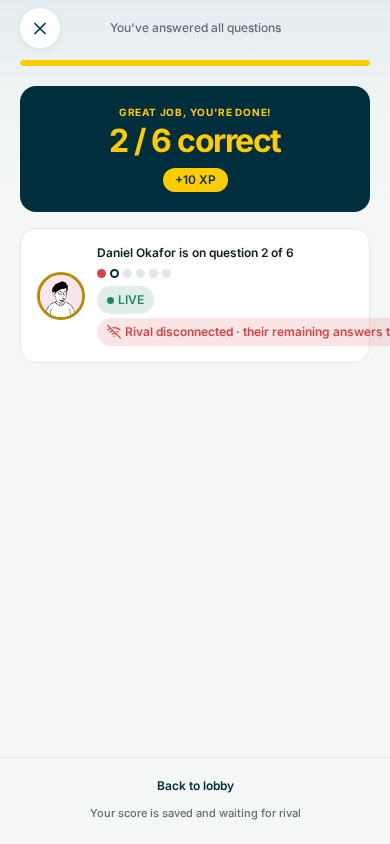 You've answered all questions
GREAT JOB, YOU'RE DONE!
2 / 6 correct
+10 XP
Daniel Okafor is on question 2 of 6
LIVE
Rival disconnected · their remaining answers t
Back to lobby
Your score is saved and waiting for rival